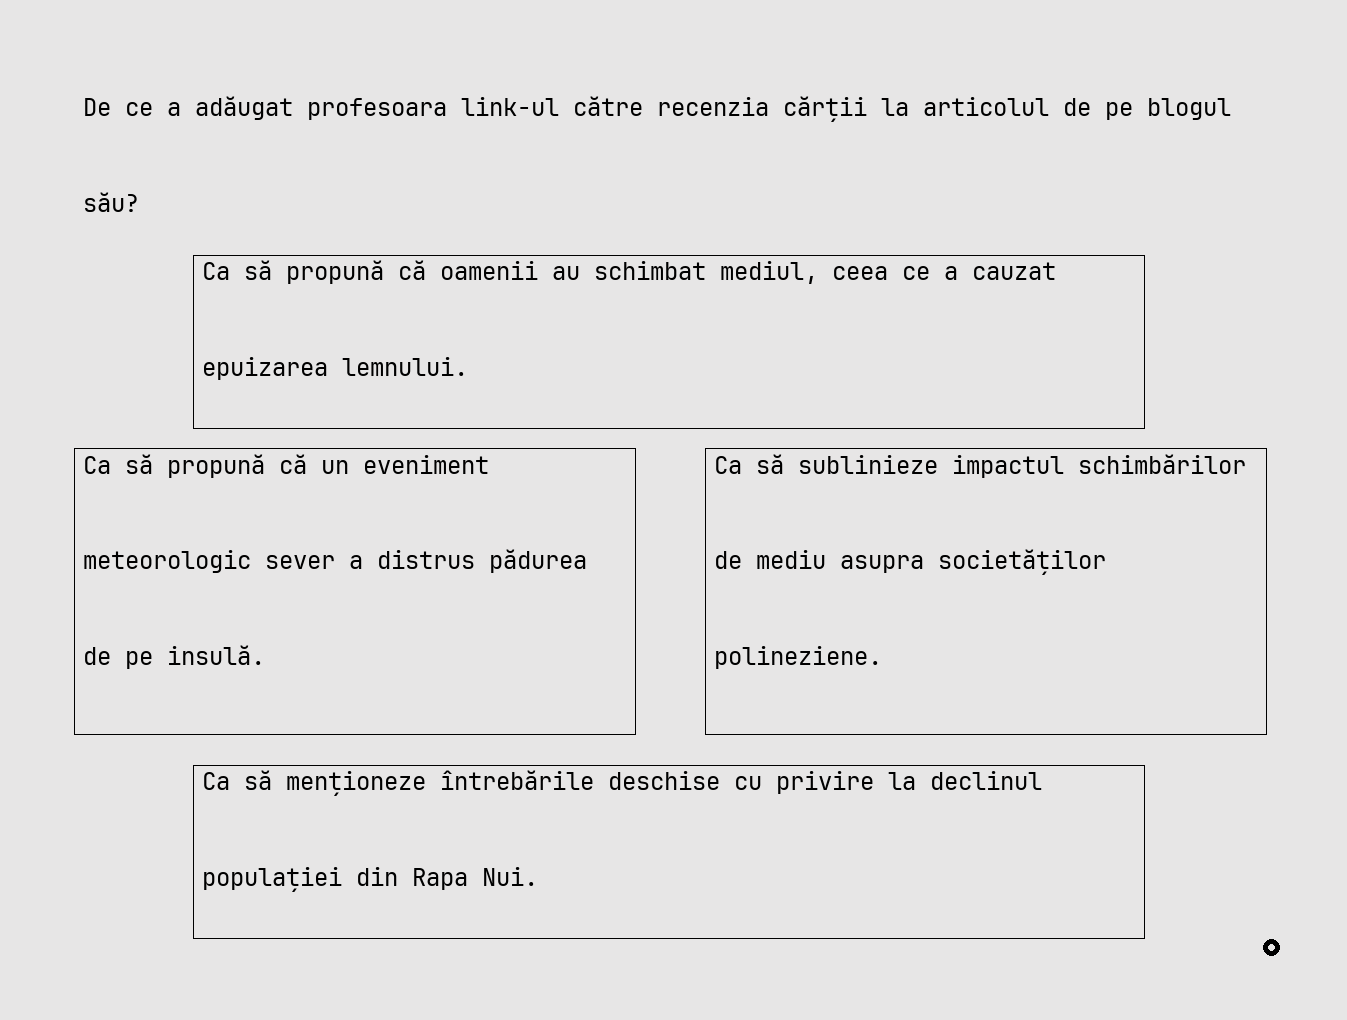 De ce a adăugat profesoara link-ul către recenzia cărții la articolul de pe blogul
său?
Ca să propună că oamenii au schimbat mediul, ceea ce a cauzat
epuizarea lemnului.
Ca să propună că un eveniment
meteorologic sever a distrus pădurea
de pe insulă.
Ca să sublinieze impactul schimbărilor
de mediu asupra societăților
polineziene.
Ca să menționeze întrebările deschise cu privire la declinul
populației din Rapa Nui.